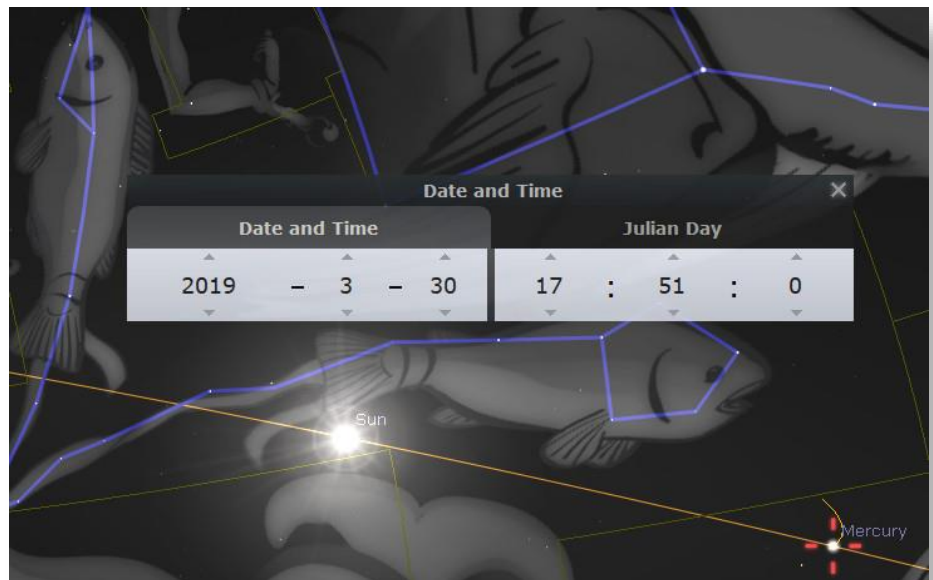 Date and Time
Date and Time Julian Day
2019 - 3 - 30 17 : 51 : 0
Sun
Mercury